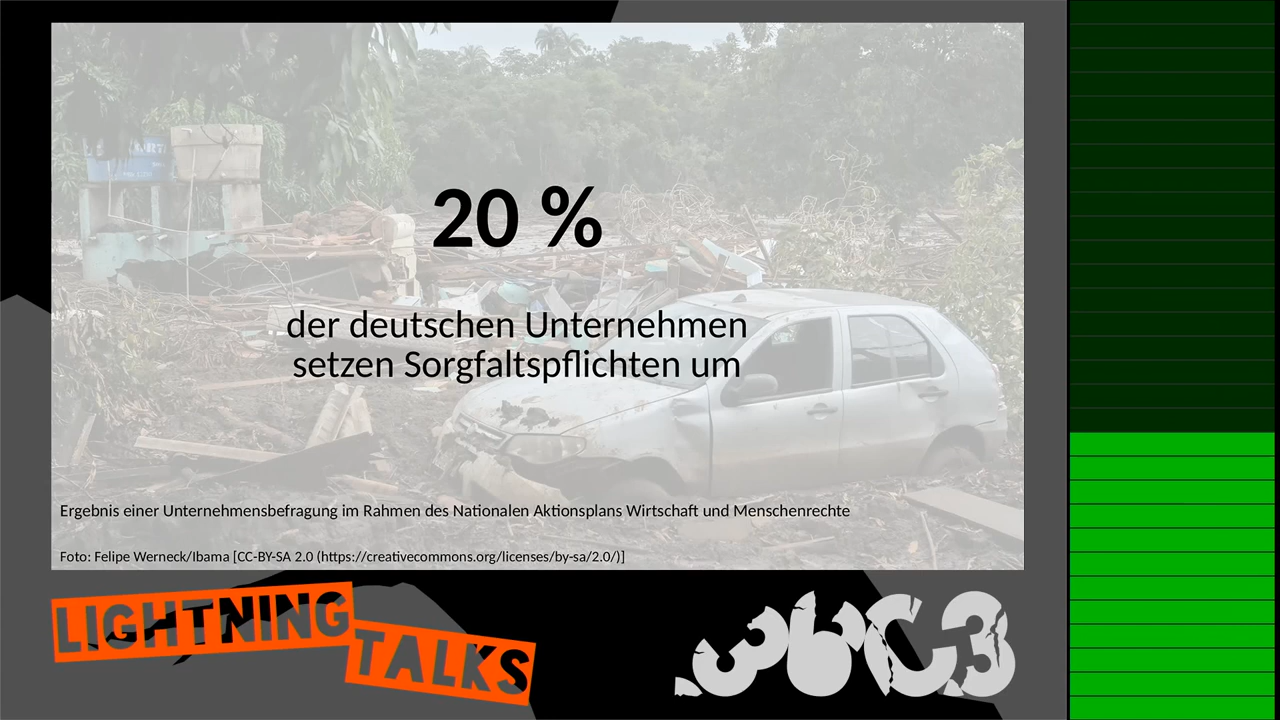 20 %
der deutschen Unternehmen
setzen Sorgfaltspflichten um
Ergebnis einer Unternehmensbefragung im Rahmen des Nationalen Aktionsplans Wirtschaft und Menschenrechte
Foto: Felipe Werneck/Ibama [CC-BY-SA 2.0 (https://creativecommons.org/licenses/by-sa/2.0/)]
LIGHTNING
TALKS
36C3